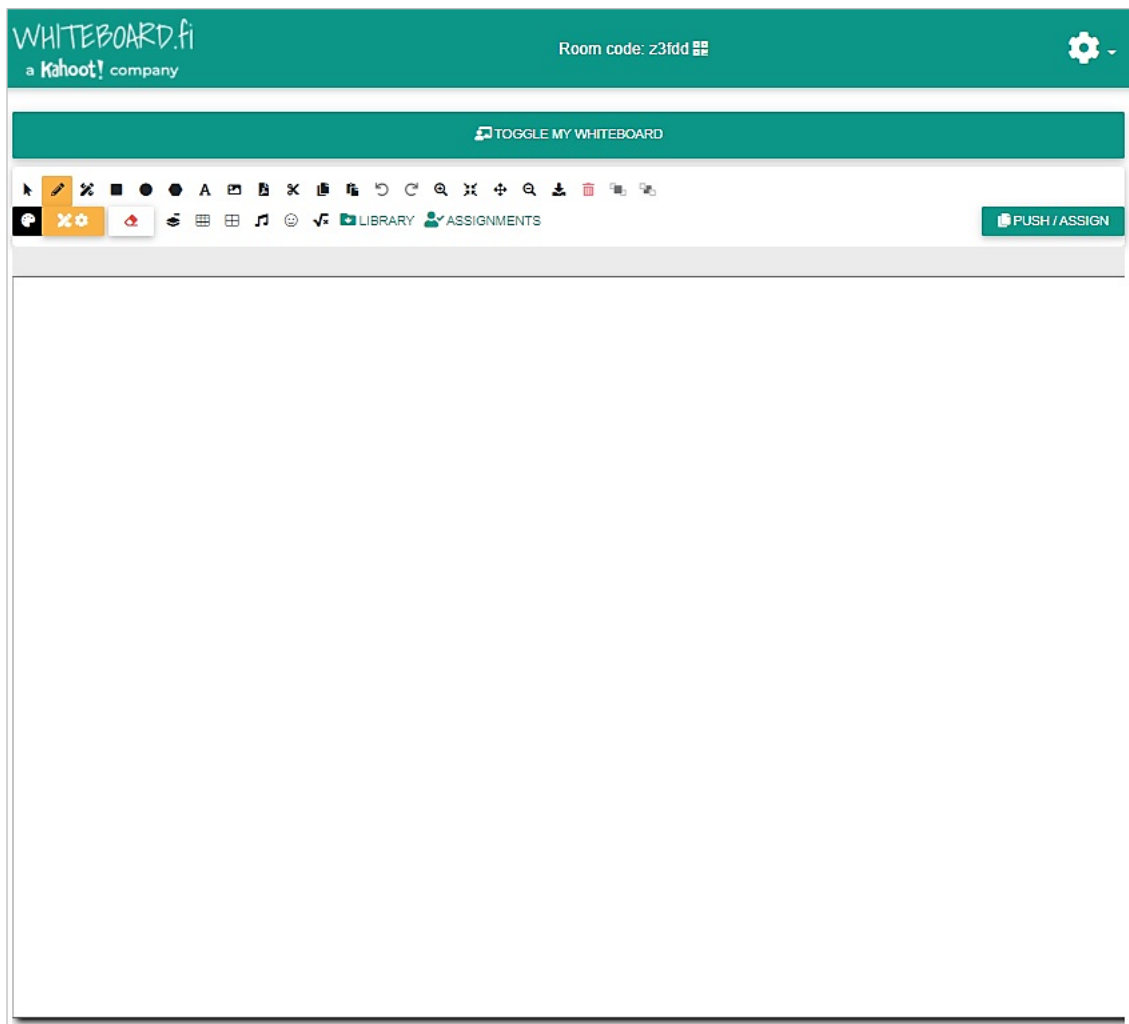 WHITEBOARD.fi
a Kahoot! company
Room code: z3fdd
TOGGLE MY WHITEBOARD
A
LIBRARY ASSIGNMENTS
PUSH / ASSIGN